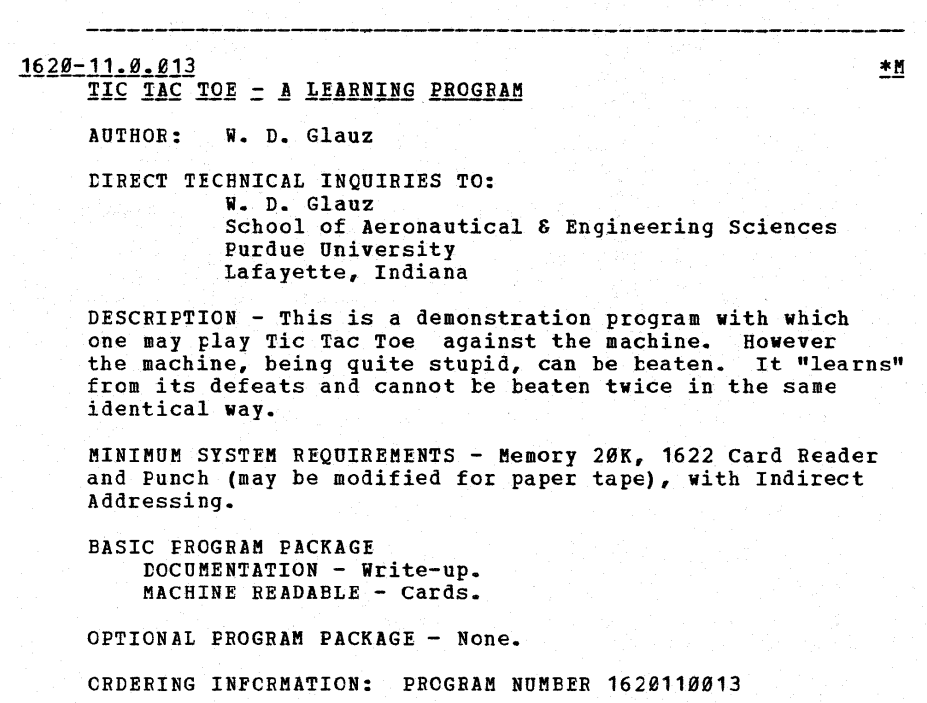 1620-11.0.013 *M
TIC TAC TOE - A LEARNING PROGRAM
AUTHOR: W. D. Glauz
DIRECT TECHNICAL INQUIRIES TO:
W. D. Glauz
School of Aeronautical & Engineering Sciences
Purdue University
Lafayette, Indiana
DESCRIPTION - This is a demonstration program with which
one may play Tic Tac Toe against the machine. However
the machine, being quite stupid, can be beaten. It "learns"
from its defeats and cannot be beaten twice in the same
identical way.
MINIMUM SYSTEM REQUIREMENTS - Memory 20K, 1622 Card Reader
and Punch (may be modified for paper tape), with Indirect
Addressing.
BASIC PROGRAM PACKAGE
DOCUMENTATION - Write-up.
MACHINE READABLE - Cards.
OPTIONAL PROGRAM PACKAGE - None.
ORDERING INFORMATION: PROGRAM NUMBER 1620110013